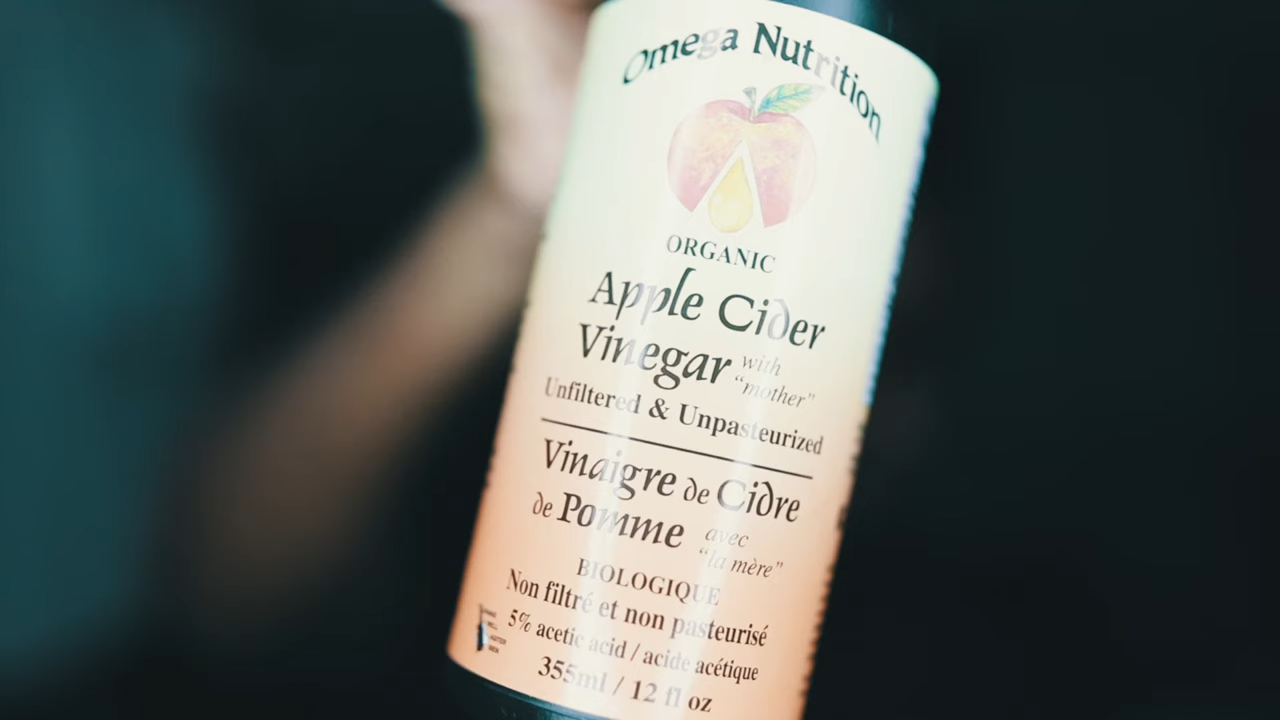 Omega Nutrition
ORGANIC
Apple Cider
Vinegar with
"mother"
Unfiltered & Unpasteurized
Vinaigre de Cidre
de Pomme avec
"la mère"
BIOLOGIQUE
Non filtré et non pasteurisé
5% acetic acid / acide acétique
355ml / 12 fl oz